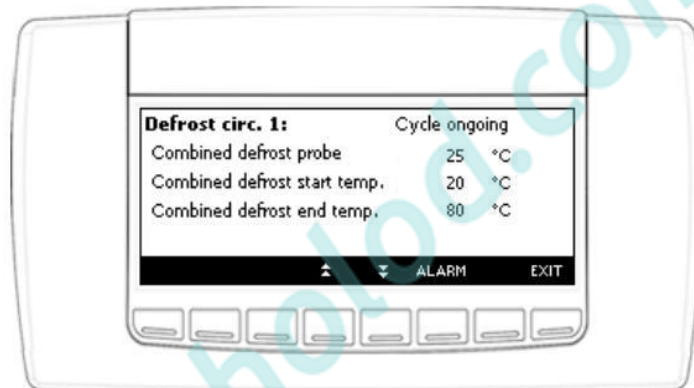 Defrost circ. 1: Cycle ongoing
Combined defrost probe 25 °C
Combined defrost start temp. 20 °C
Combined defrost end temp. 80 °C
ALARM EXIT
holod.com